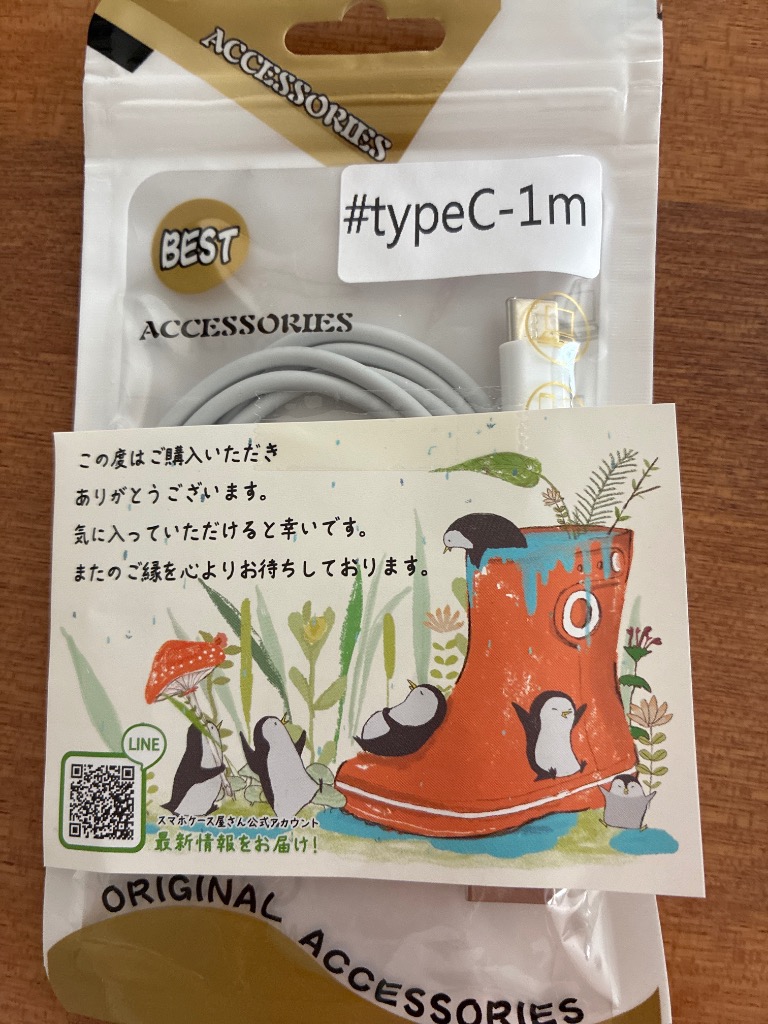 ACCESSORIES
#typeC-1m
BEST
ACCESSORIES
この度はご購入いただき
ありがとうございます。
気に入っていただけると幸いです。
またのご縁を心よりお待ちしております。
LINE
スマホケース屋さん公式アカウント
最新情報をお届け!
ORIGINAL ACCESSORIES